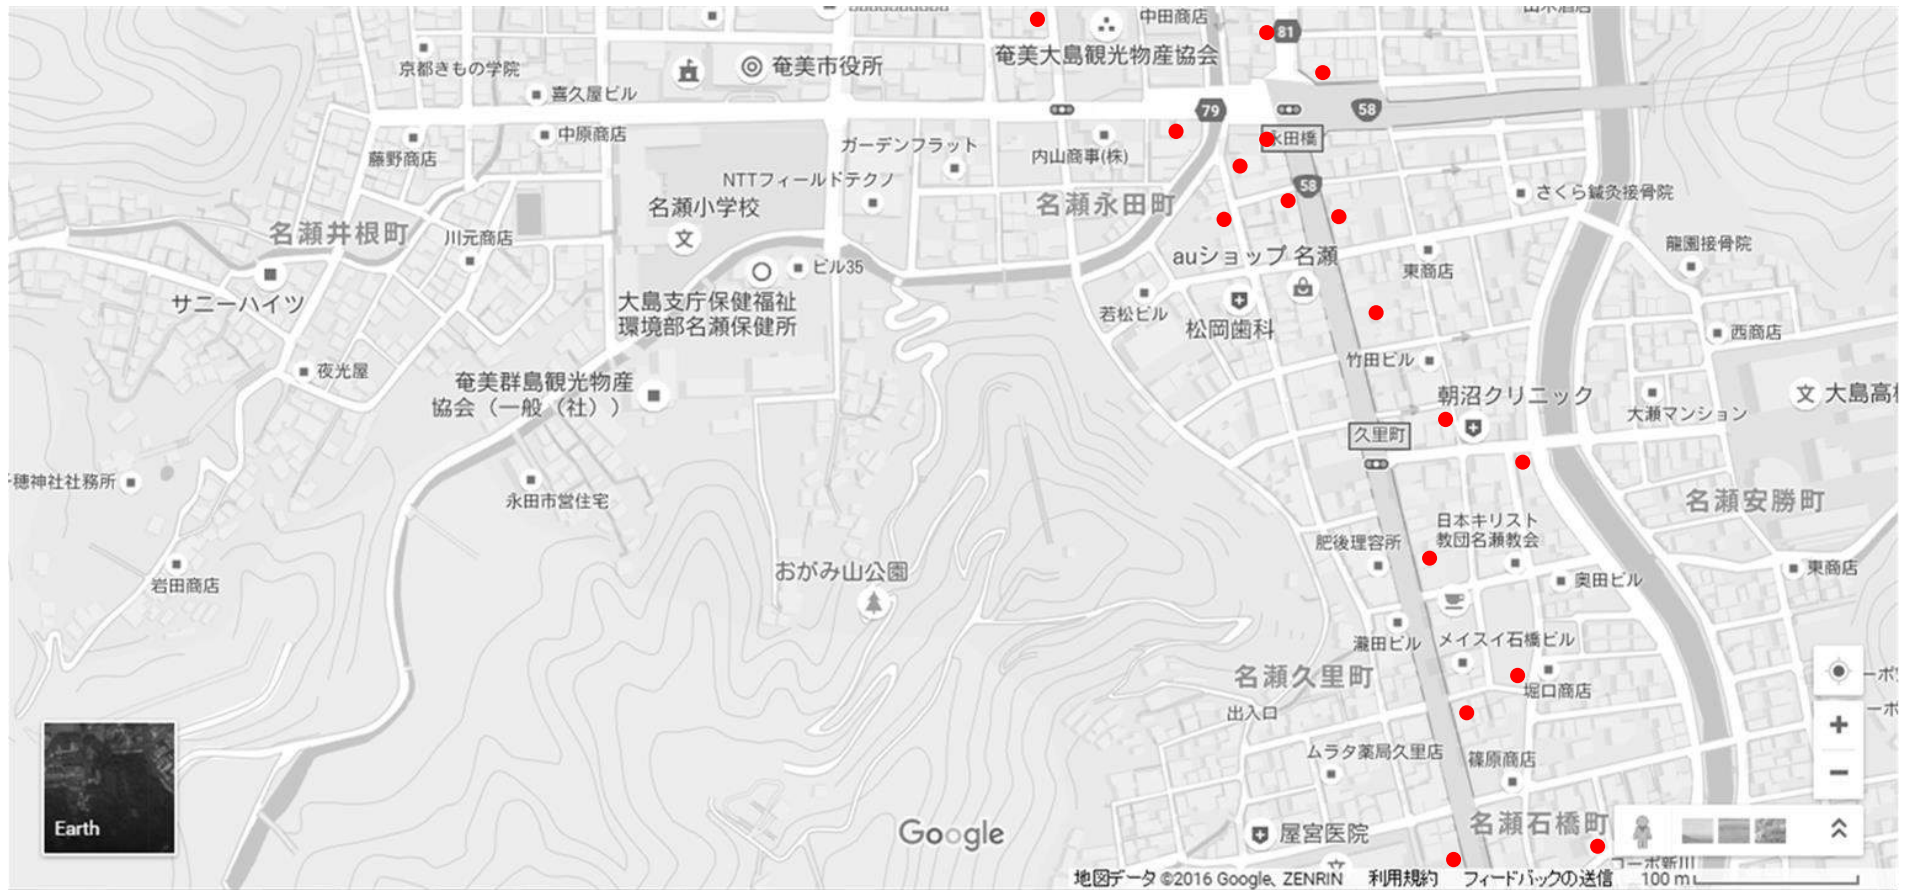 中田商店
81
京都きもの学院
奄美市役所
奄美大島観光物産協会
喜久屋ビル
中原商店
79
58
永田橋
藤野商店
ガーデンフラット
内山商事(株)
NTTフィールドテクノ
名瀬小学校
文
名瀬永田町
58
さくら鍼灸接骨院
名瀬井根町
川元商店
ビル35
auショップ 名瀬
東商店
龍園接骨院
サニーハイツ
大島支庁保健福祉
環境部名瀬保健所
若松ビル
松岡歯科
西商店
夜光屋
竹田ビル
奄美群島観光物産
協会（一般（社））
朝沼クリニック
大瀬マンション
文
大島高
久里町
穂神社社務所
永田市営住宅
名瀬安勝町
日本キリスト
教団名瀬教会
肥後理容所
岩田商店
おがみ山公園
奥田ビル
東商店
瀧田ビル
メイスイ石橋ビル
名瀬久里町
堀口商店
出入口
ムラタ薬局久里店
篠原商店
Earth
Google
屋宮医院
名瀬石橋町
コーポ新川
地図データ ©2016 Google、ZENRIN
利用規約
フィードバックの送信
100 m